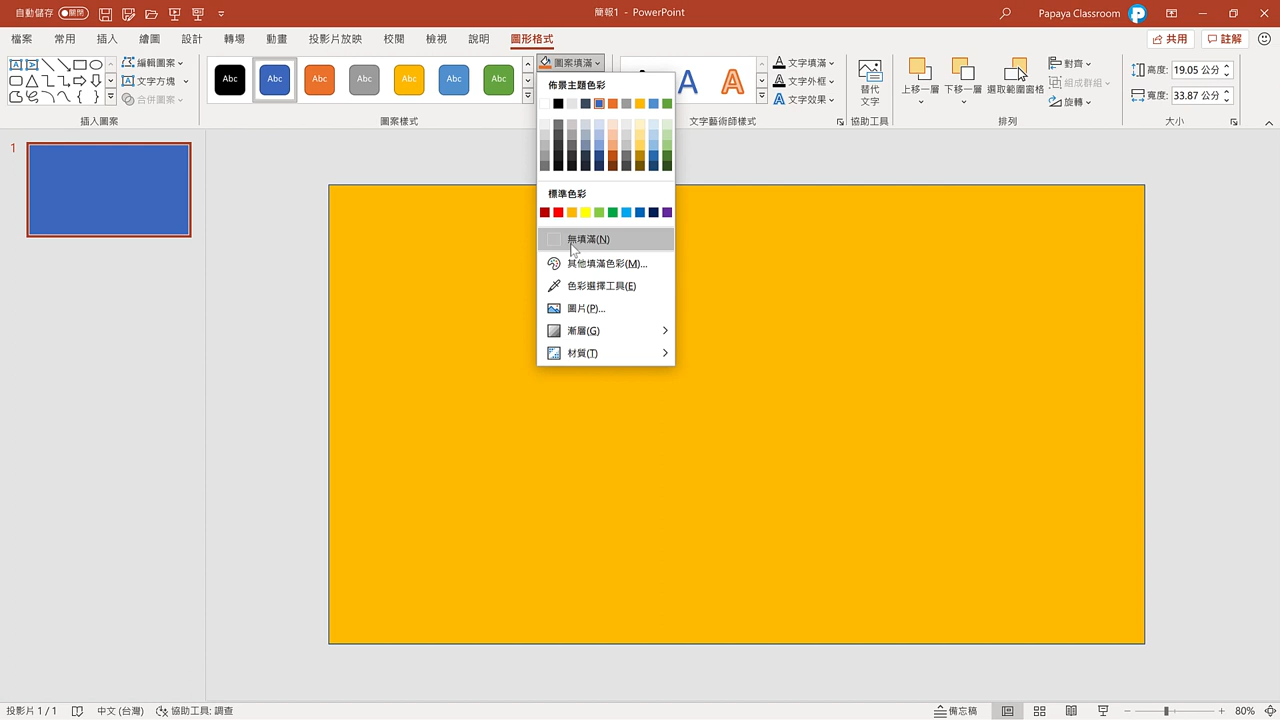 自動儲存 關閉 簡報1 - PowerPoint Papaya Classroom
檔案 常用 插入 繪圖 設計 轉場 動畫 投影片放映 校閱 檢視 說明 圖形格式 共用 註解
編輯圖案
文字方塊
合併圖案
插入圖案
Abc Abc Abc Abc Abc Abc Abc
圖案樣式
圖案填滿
A A
文字填滿
文字外框
文字效果
文字藝術師樣式
替代文字
協助工具
上移一層 下移一層 選取範圍窗格
對齊
組成群組
旋轉
排列
高度: 19.05 公分
寬度: 33.87 公分
大小
佈景主題色彩
標準色彩
無填滿(N)
其他填滿色彩(M)...
色彩選擇工具(E)
圖片(P)...
漸層(G)
材質(T)
1
投影片 1 / 1 中文 (台灣) 協助工具: 調查 備忘稿 80%